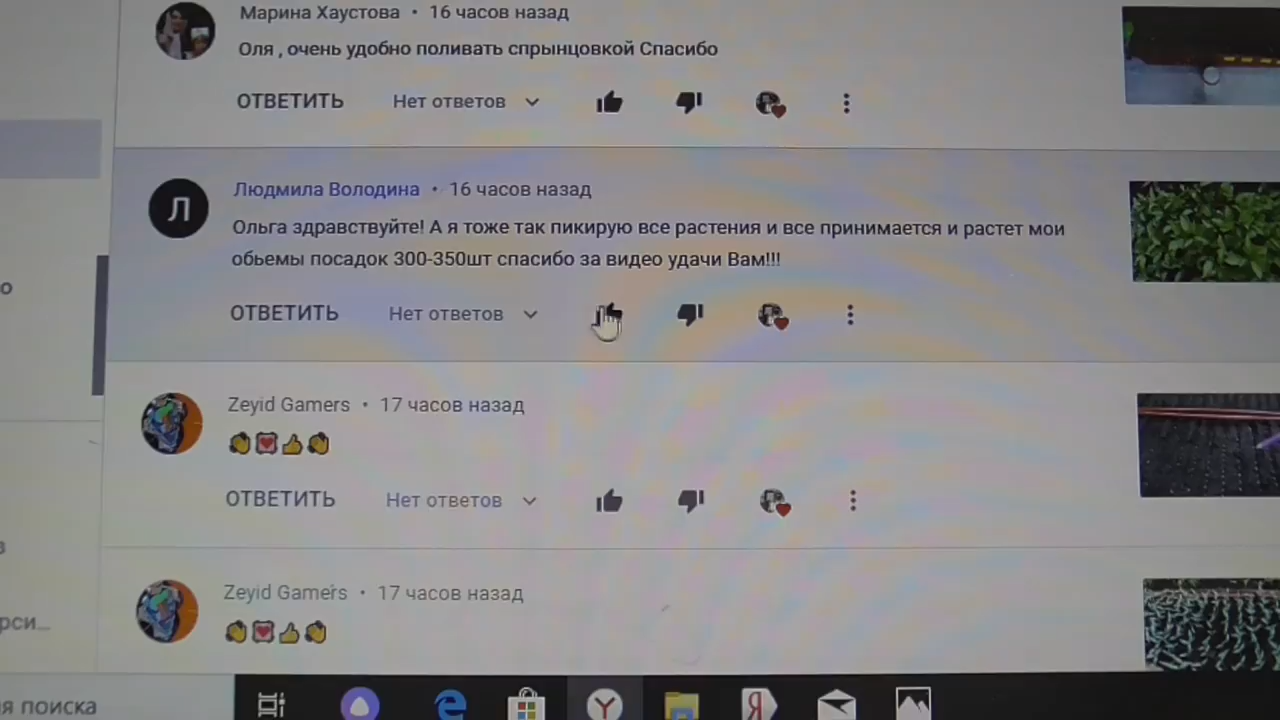 Марина Хаустова • 16 часов назад
Оля , очень удобно поливать спрынцовкой Спасибо
ОТВЕТИТЬ Нет ответов
Л
Людмила Володина • 16 часов назад
Ольга здравствуйте! А я тоже так пикирую все растения и все принимается и растет мои
обьемы посадок 300-350шт спасибо за видео удачи Вам!!!
ОТВЕТИТЬ Нет ответов
Zeyid Gamers • 17 часов назад
👏💟👍👏
ОТВЕТИТЬ Нет ответов
Zeyid Gamers • 17 часов назад
👏💟👍👏
рси...
я поиска
Y
Я